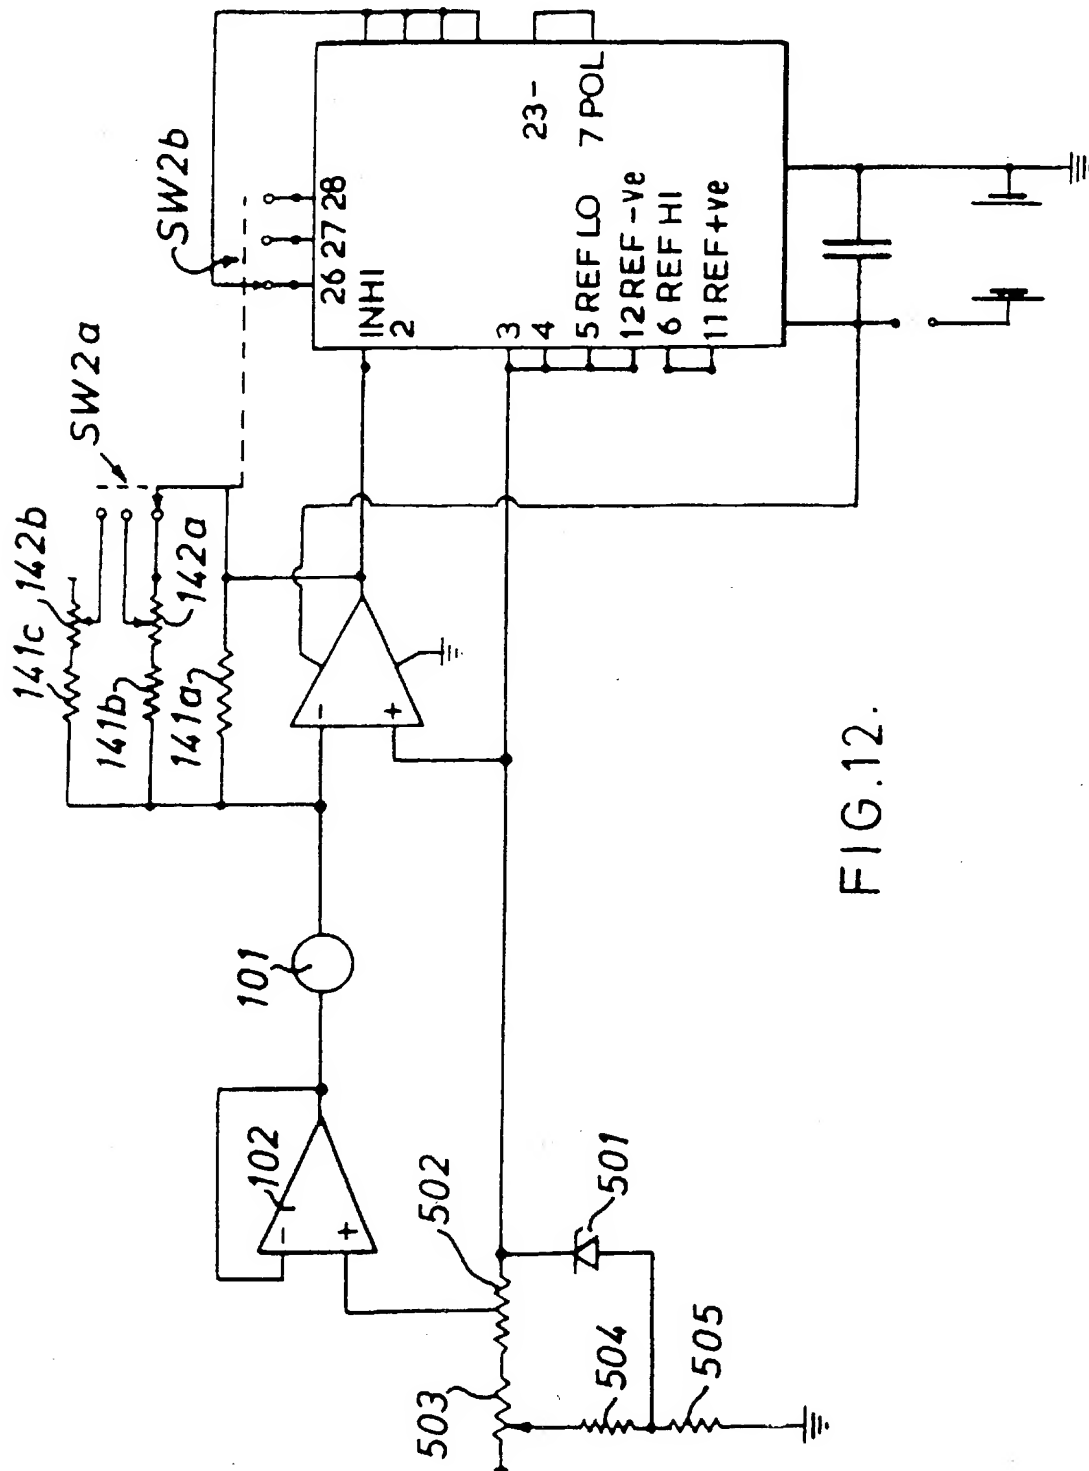 SW2b
SW2a
141c
142b
141b
142a
141a
26 27 28
INHI
2
3
4
5 REF LO
12 REF -Ve
6 REF HI
11 REF +ve
23 -
7 POL
-
+
101
102
-
+
502
501
503
504
505
FIG.12.